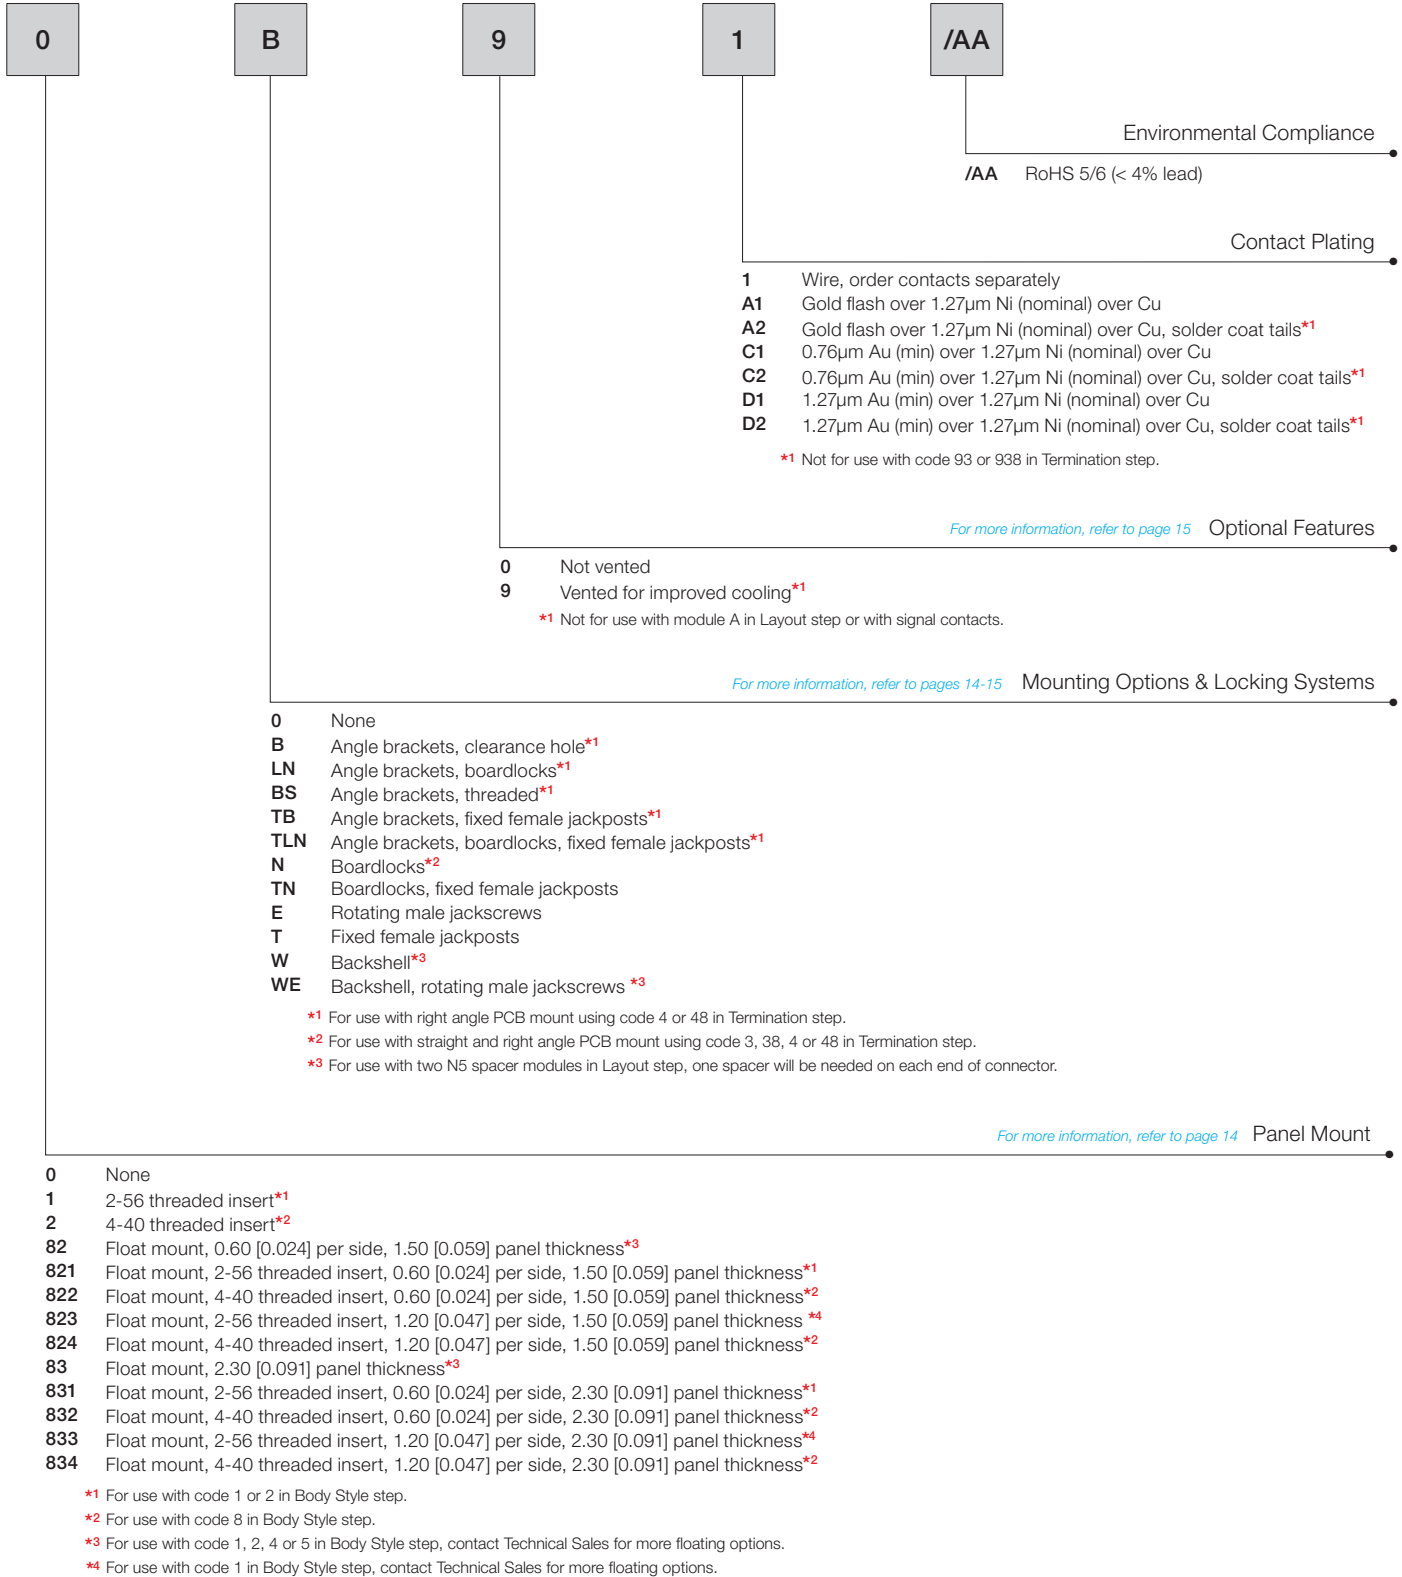 0 B 9 1 /AA
Environmental Compliance
/AA RoHS 5/6 (< 4% lead)
Contact Plating
1 Wire, order contacts separately
A1 Gold flash over 1.27µm Ni (nominal) over Cu
A2 Gold flash over 1.27µm Ni (nominal) over Cu, solder coat tails*1
C1 0.76µm Au (min) over 1.27µm Ni (nominal) over Cu
C2 0.76µm Au (min) over 1.27µm Ni (nominal) over Cu, solder coat tails*1
D1 1.27µm Au (min) over 1.27µm Ni (nominal) over Cu
D2 1.27µm Au (min) over 1.27µm Ni (nominal) over Cu, solder coat tails*1
*1 Not for use with code 93 or 938 in Termination step.
For more information, refer to page 15 Optional Features
0 Not vented
9 Vented for improved cooling*1
*1 Not for use with module A in Layout step or with signal contacts.
For more information, refer to pages 14-15 Mounting Options & Locking Systems
0 None
B Angle brackets, clearance hole*1
LN Angle brackets, boardlocks*1
BS Angle brackets, threaded*1
TB Angle brackets, fixed female jackposts*1
TLN Angle brackets, boardlocks, fixed female jackposts*1
N Boardlocks*2
TN Boardlocks, fixed female jackposts
E Rotating male jackscrews
T Fixed female jackposts
W Backshell*3
WE Backshell, rotating male jackscrews *3
*1 For use with right angle PCB mount using code 4 or 48 in Termination step.
*2 For use with straight and right angle PCB mount using code 3, 38, 4 or 48 in Termination step.
*3 For use with two N5 spacer modules in Layout step, one spacer will be needed on each end of connector.
For more information, refer to page 14 Panel Mount
0 None
1 2-56 threaded insert*1
2 4-40 threaded insert*2
82 Float mount, 0.60 [0.024] per side, 1.50 [0.059] panel thickness*3
821 Float mount, 2-56 threaded insert, 0.60 [0.024] per side, 1.50 [0.059] panel thickness*1
822 Float mount, 4-40 threaded insert, 0.60 [0.024] per side, 1.50 [0.059] panel thickness*2
823 Float mount, 2-56 threaded insert, 1.20 [0.047] per side, 1.50 [0.059] panel thickness *4
824 Float mount, 4-40 threaded insert, 1.20 [0.047] per side, 1.50 [0.059] panel thickness*2
83 Float mount, 2.30 [0.091] panel thickness*3
831 Float mount, 2-56 threaded insert, 0.60 [0.024] per side, 2.30 [0.091] panel thickness*1
832 Float mount, 4-40 threaded insert, 0.60 [0.024] per side, 2.30 [0.091] panel thickness*2
833 Float mount, 2-56 threaded insert, 1.20 [0.047] per side, 2.30 [0.091] panel thickness*4
834 Float mount, 4-40 threaded insert, 1.20 [0.047] per side, 2.30 [0.091] panel thickness*2
*1 For use with code 1 or 2 in Body Style step.
*2 For use with code 8 in Body Style step.
*3 For use with code 1, 2, 4 or 5 in Body Style step, contact Technical Sales for more floating options.
*4 For use with code 1 in Body Style step, contact Technical Sales for more floating options.